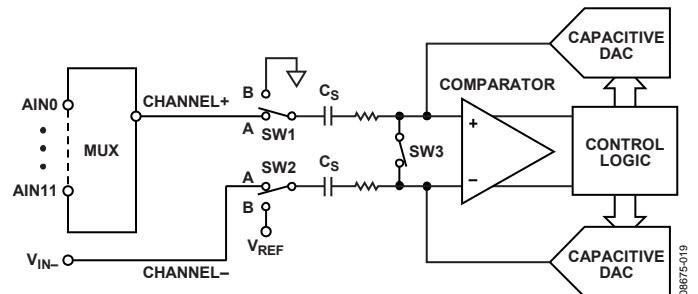 CAPACITIVE
DAC
B
CS
COMPARATOR
AIN0
CHANNEL+
A
SW1
+
MUX
SW3
CONTROL
LOGIC
SW2
CS
A
–
AIN11
B
VREF
VIN–
CHANNEL–
CAPACITIVE
DAC
08675-019